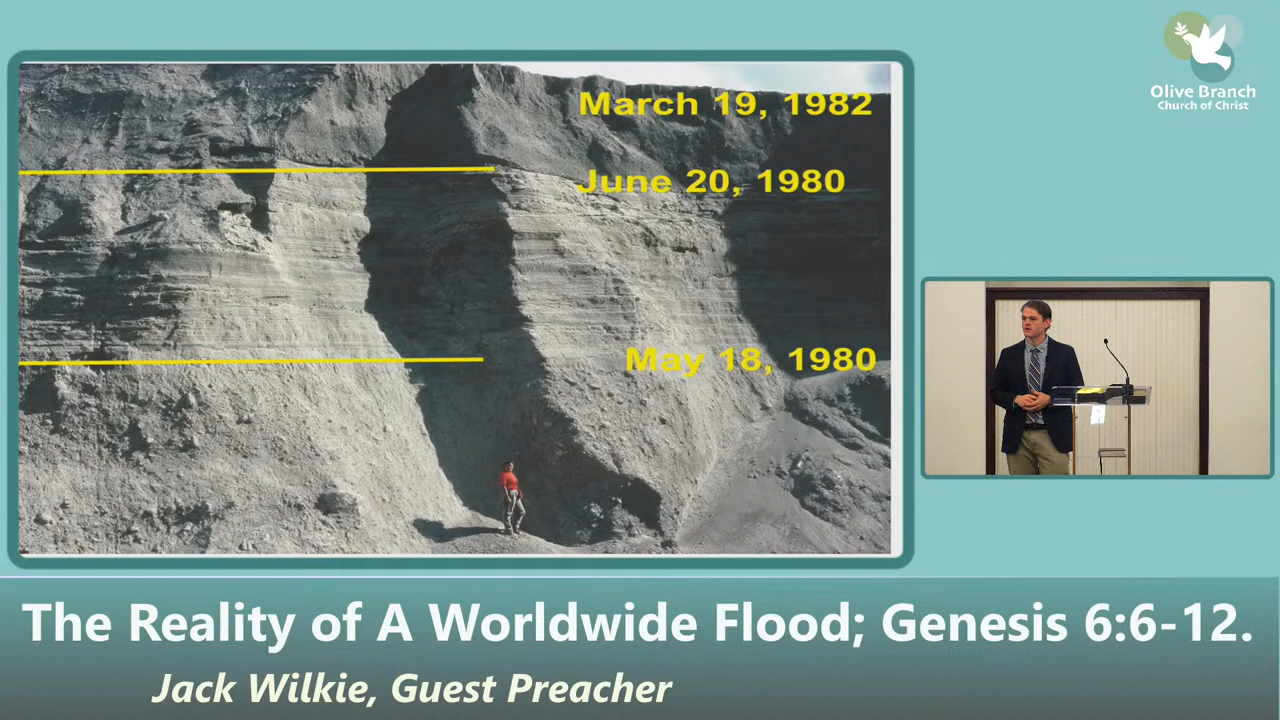 March 19, 1982
June 20, 1980
May 18, 1980
Olive Branch
Church of Christ
The Reality of A Worldwide Flood; Genesis 6:6-12.
Jack Wilkie, Guest Preacher